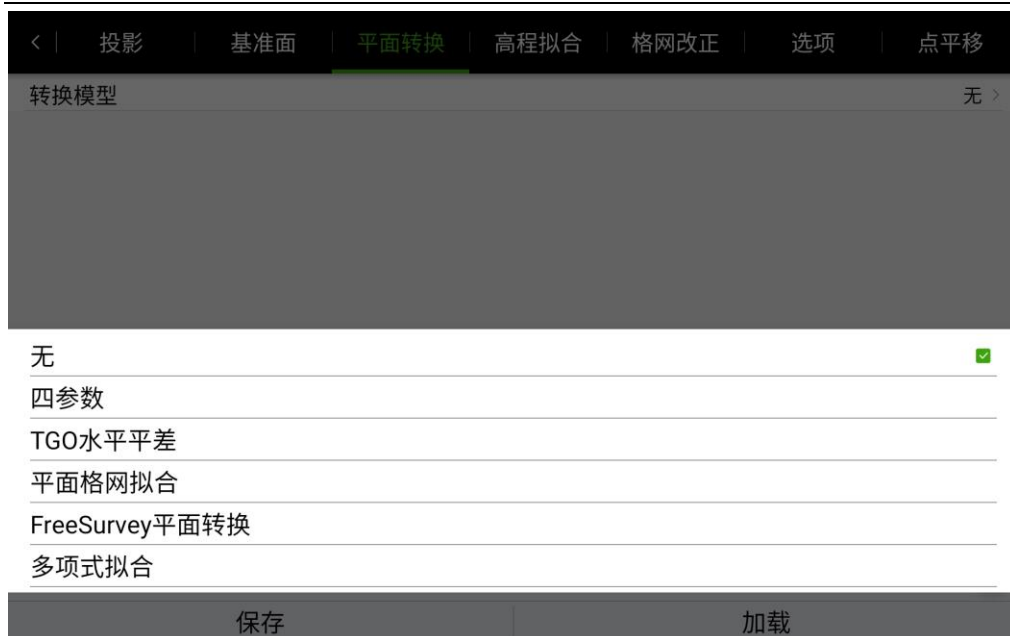 < 投影 基准面 平面转换 高程拟合 格网改正 选项 点平移
转换模型 无 >
无
四参数
TGO水平平差
平面格网拟合
FreeSurvey平面转换
多项式拟合
保存 加载